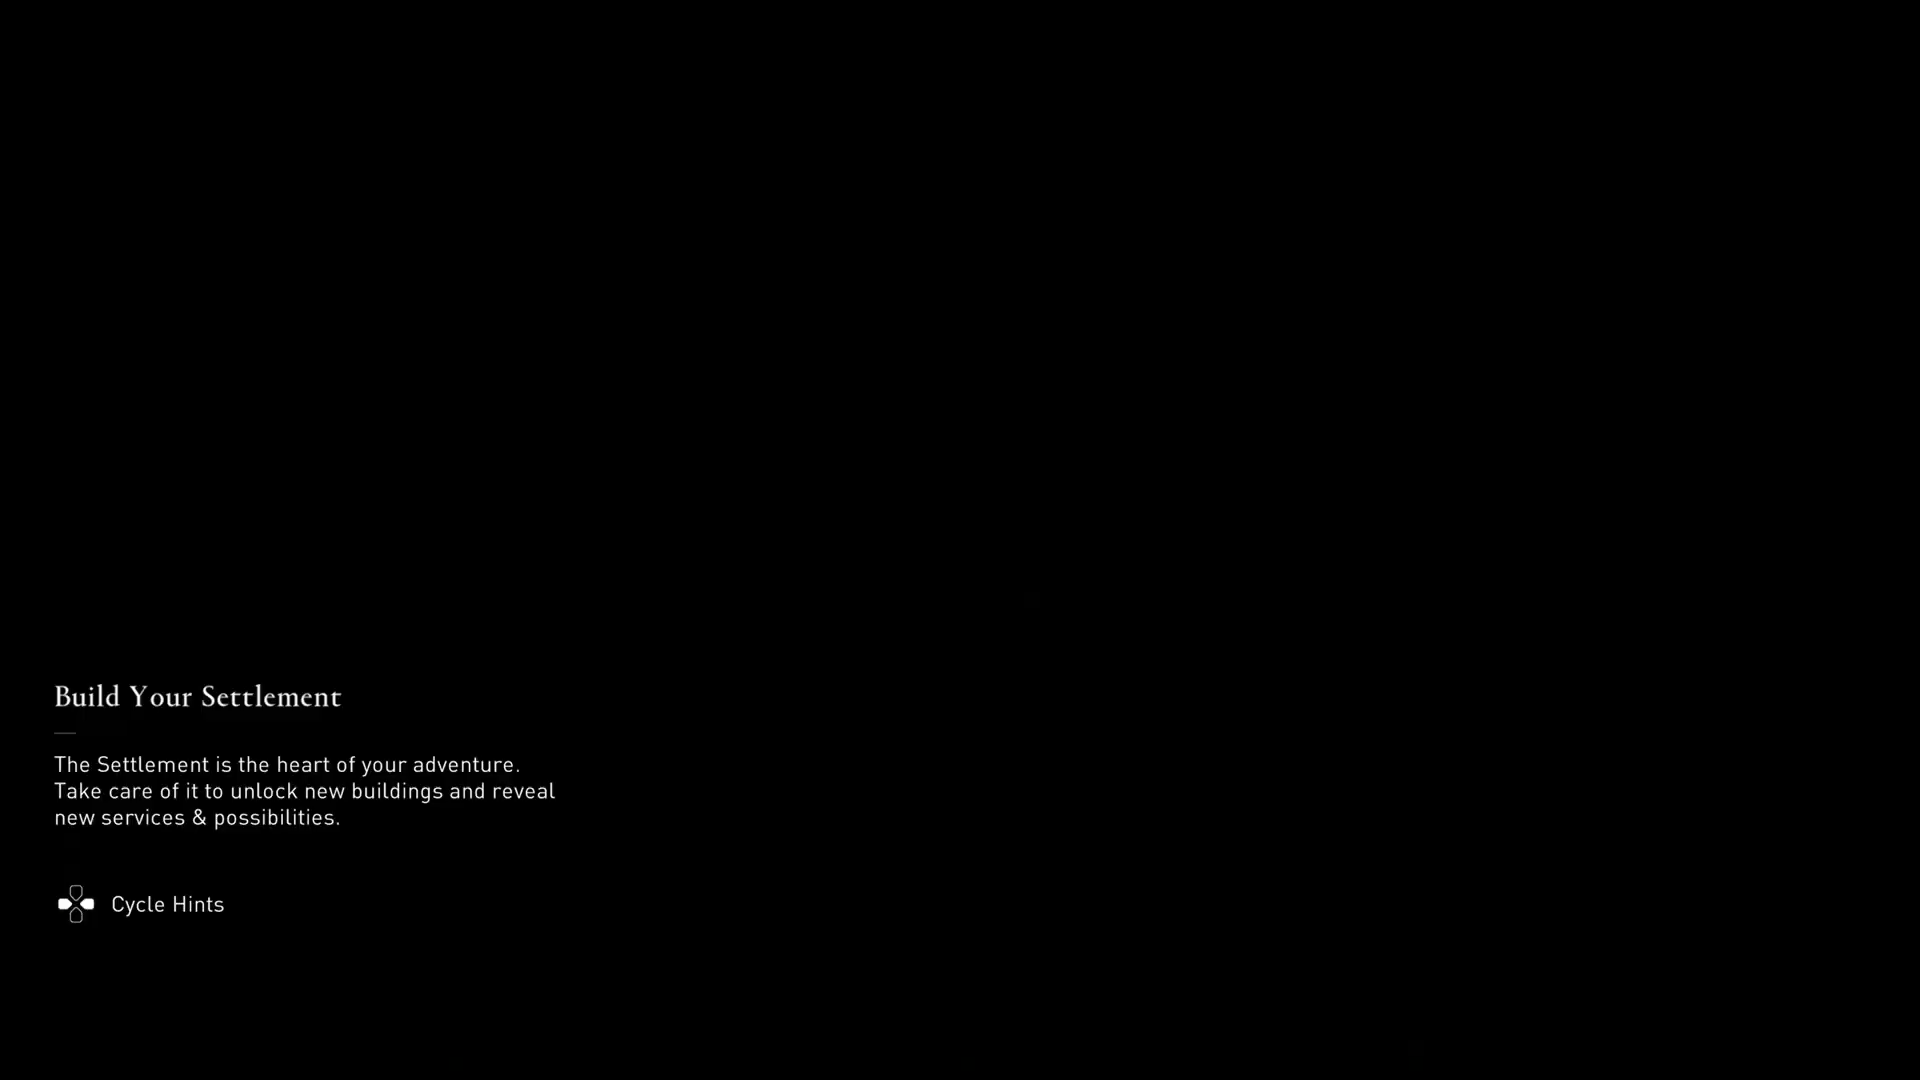 Build Your Settlement
The Settlement is the heart of your adventure.
Take care of it to unlock new buildings and reveal
new services & possibilities.
Cycle Hints